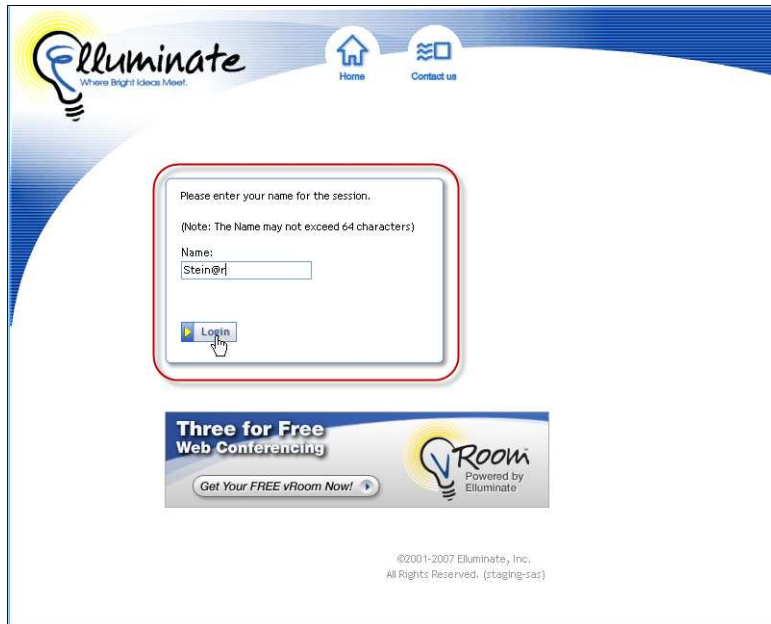 Elluminate
Where Bright Ideas Meet.
Home
Contact us
Please enter your name for the session.
(Note: The Name may not exceed 64 characters)
Name:
Stein@r
Login
Three for Free
Web Conferencing
Get Your FREE vRoom Now!
vRoom™
Powered by
Elluminate
©2001-2007 Elluminate, Inc.
All Rights Reserved. (staging-sas)